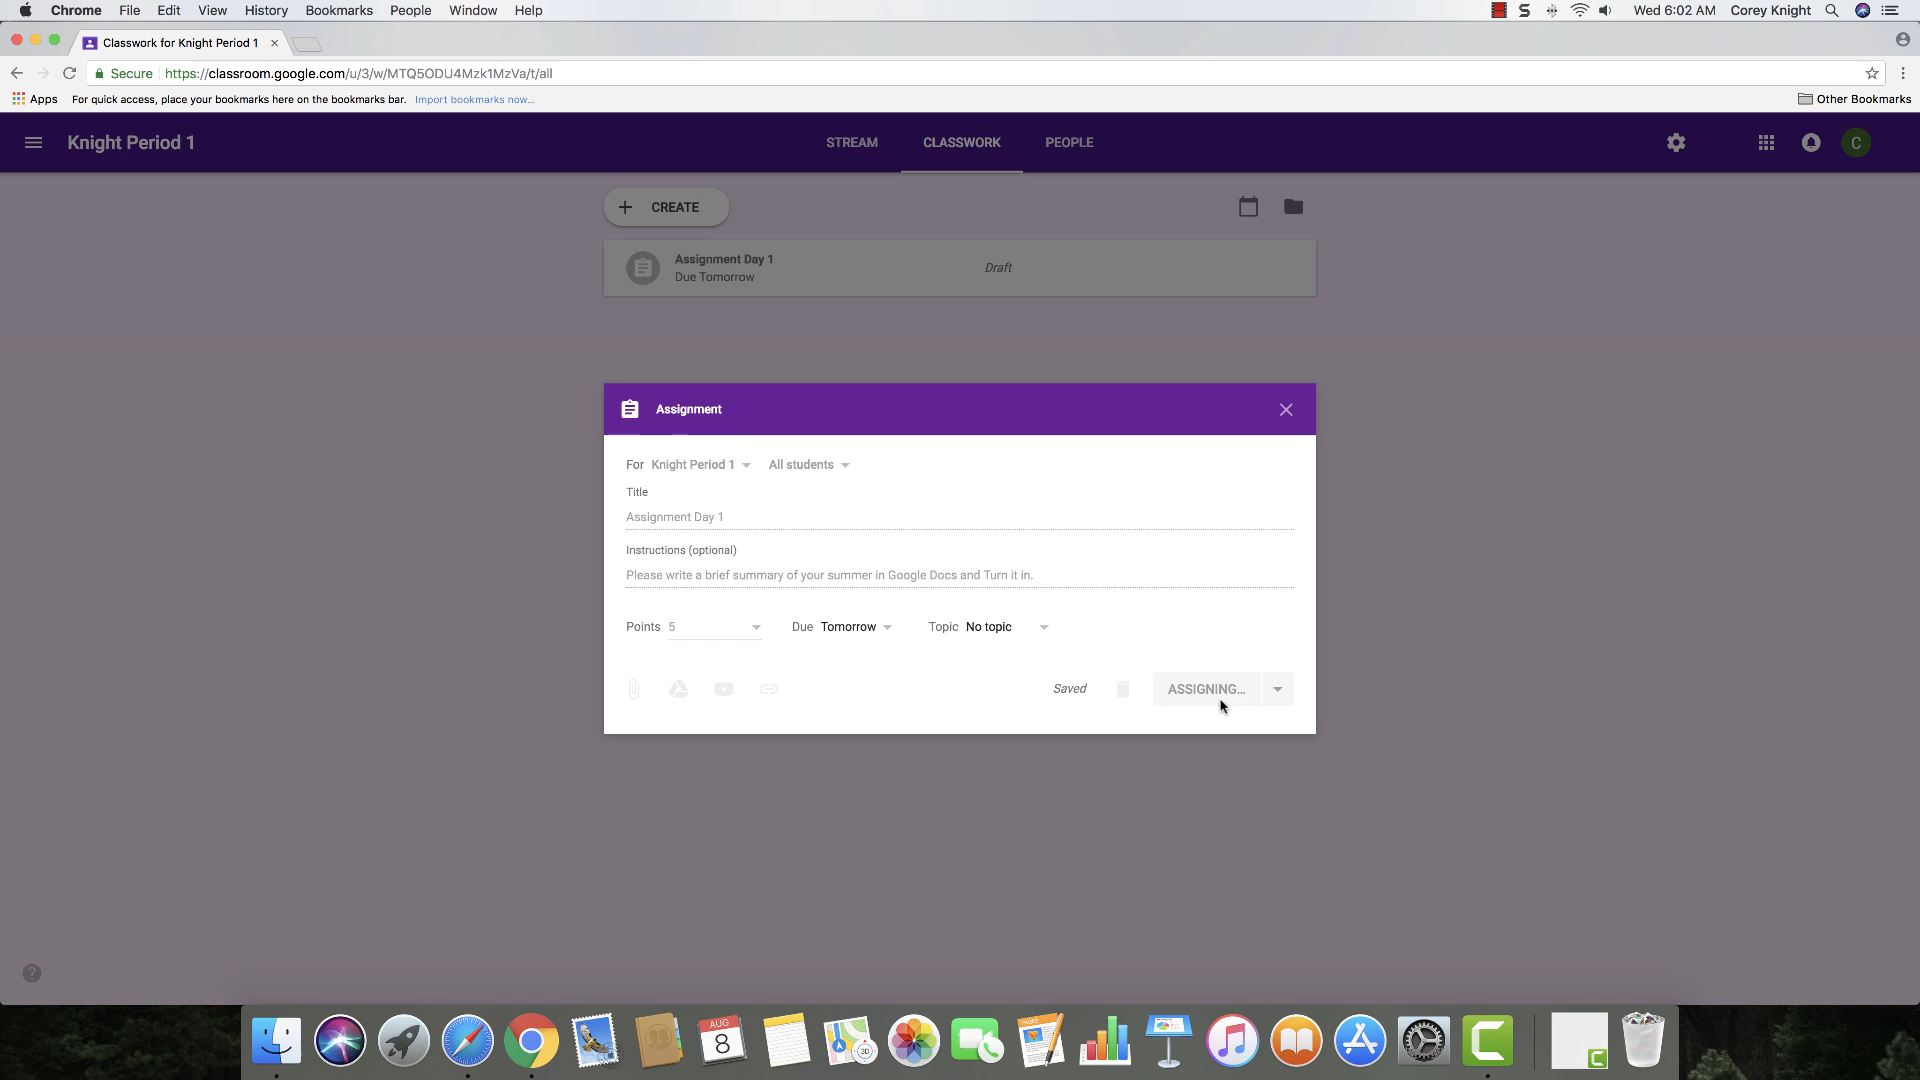 Chrome File Edit View History Bookmarks People Window Help
S Wed 6:02 AM Corey Knight
Classwork for Knight Period 1
Secure https://classroom.google.com/u/3/w/MTQ5ODU4Mzk1MzVa/t/all
Apps For quick access, place your bookmarks here on the bookmarks bar. Import bookmarks now... Other Bookmarks
Knight Period 1 STREAM CLASSWORK PEOPLE C
+ CREATE
Assignment Day 1
Due Tomorrow
Draft
Assignment
For Knight Period 1 All students
Title
Assignment Day 1
Instructions (optional)
Please write a brief summary of your summer in Google Docs and Turn it in.
Points 5 Due Tomorrow Topic No topic
Saved ASSIGNING...
?
AUG
8
3D